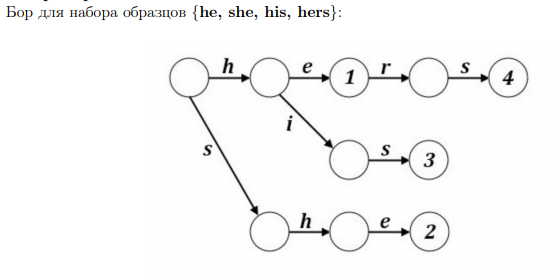 Бор для набора образцов {he, she, his, hers}:
h e 1 r s 4
i
s s 3
h e 2